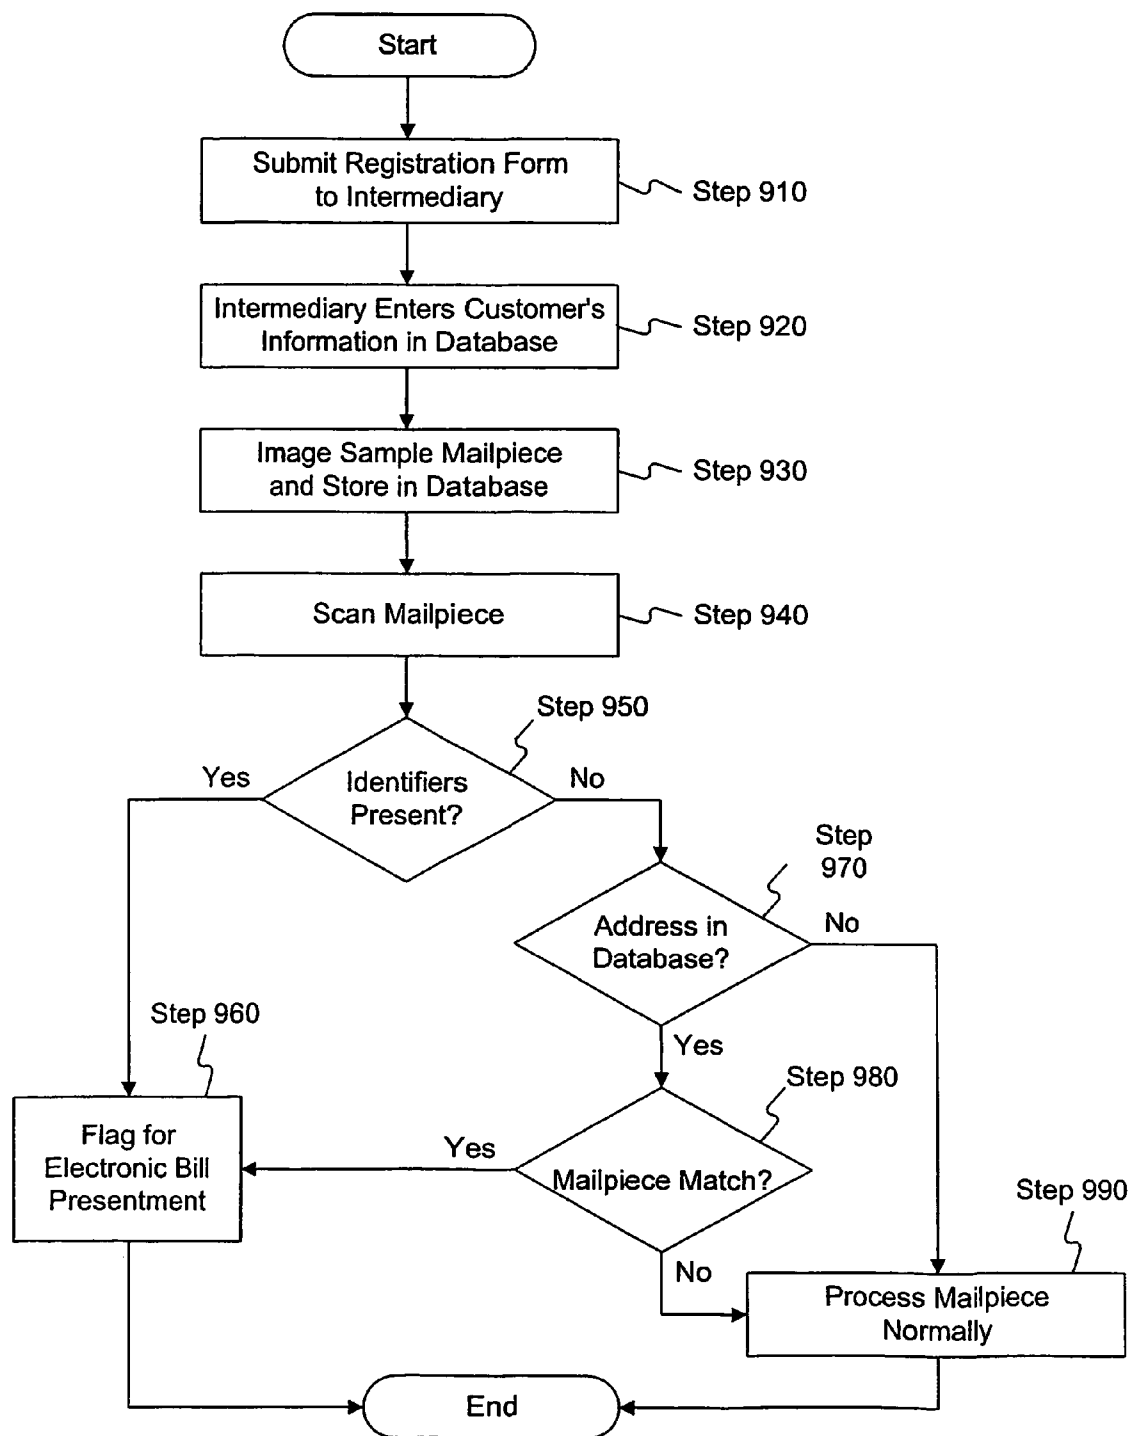 Start
Submit Registration Form
to Intermediary
Step 910
Intermediary Enters Customer's
Information in Database
Step 920
Image Sample Mailpiece
and Store in Database
Step 930
Scan Mailpiece
Step 940
Step 950
Yes
Identifiers
Present?
No
Step
970
Address in
Database?
No
Yes
Step 960
Flag for
Electronic Bill
Presentment
Step 980
Yes
Mailpiece Match?
No
Step 990
Process Mailpiece
Normally
End